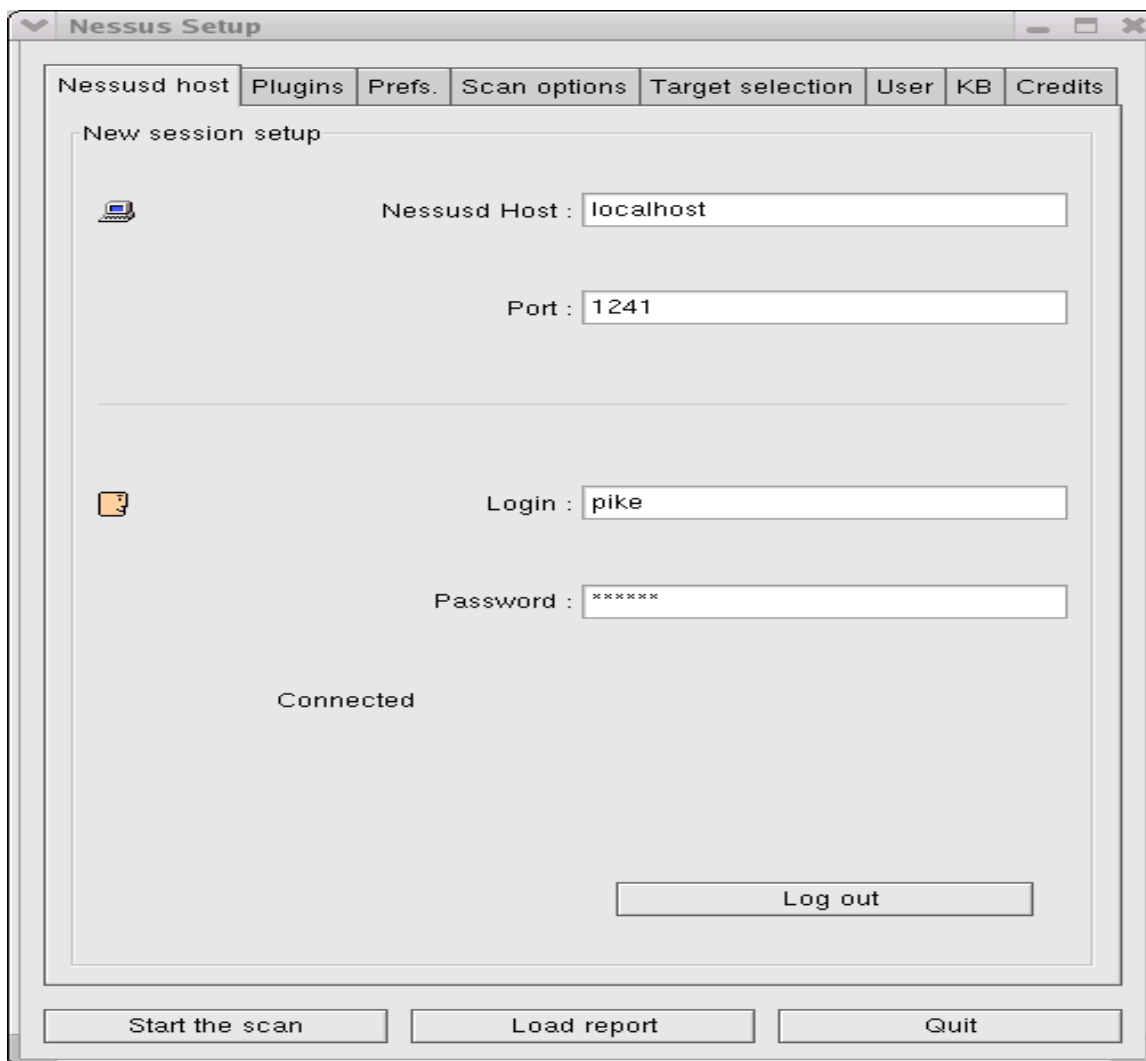 Nessus Setup
Nessusd host Plugins Prefs. Scan options Target selection User KB Credits
New session setup
Nessusd Host : localhost
Port : 1241
Login : pike
Password : ******
Connected
Log out
Start the scan Load report Quit